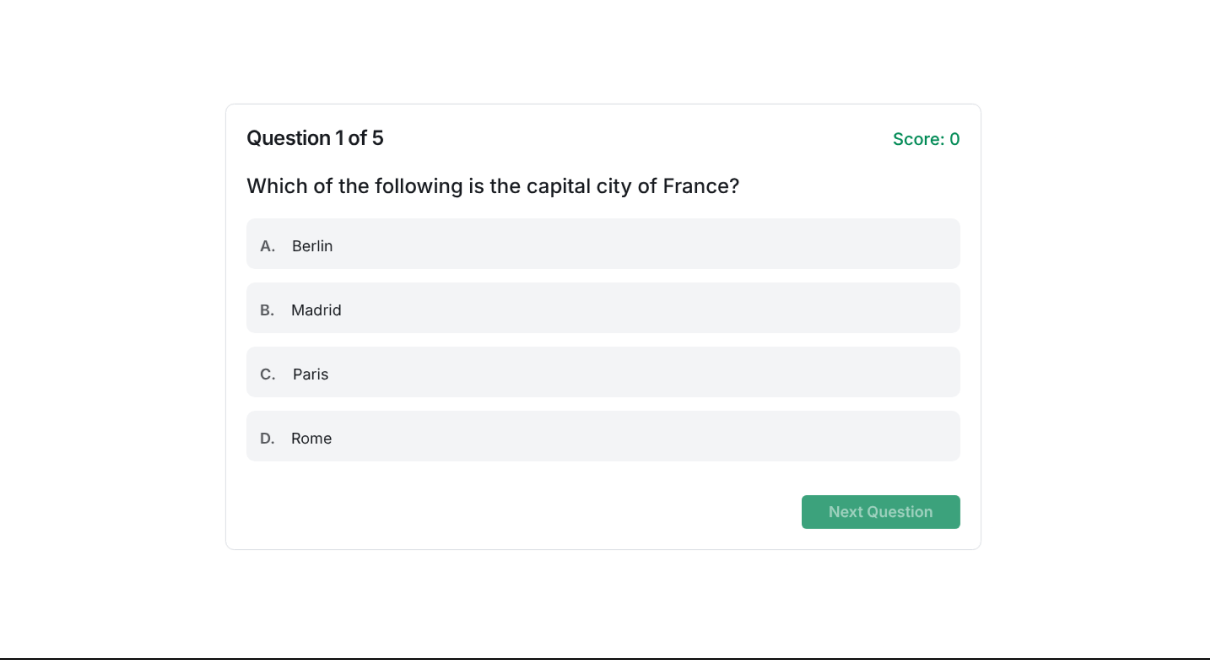 Question 1 of 5
Score: 0
Which of the following is the capital city of France?
A. Berlin
B. Madrid
C. Paris
D. Rome
Next Question